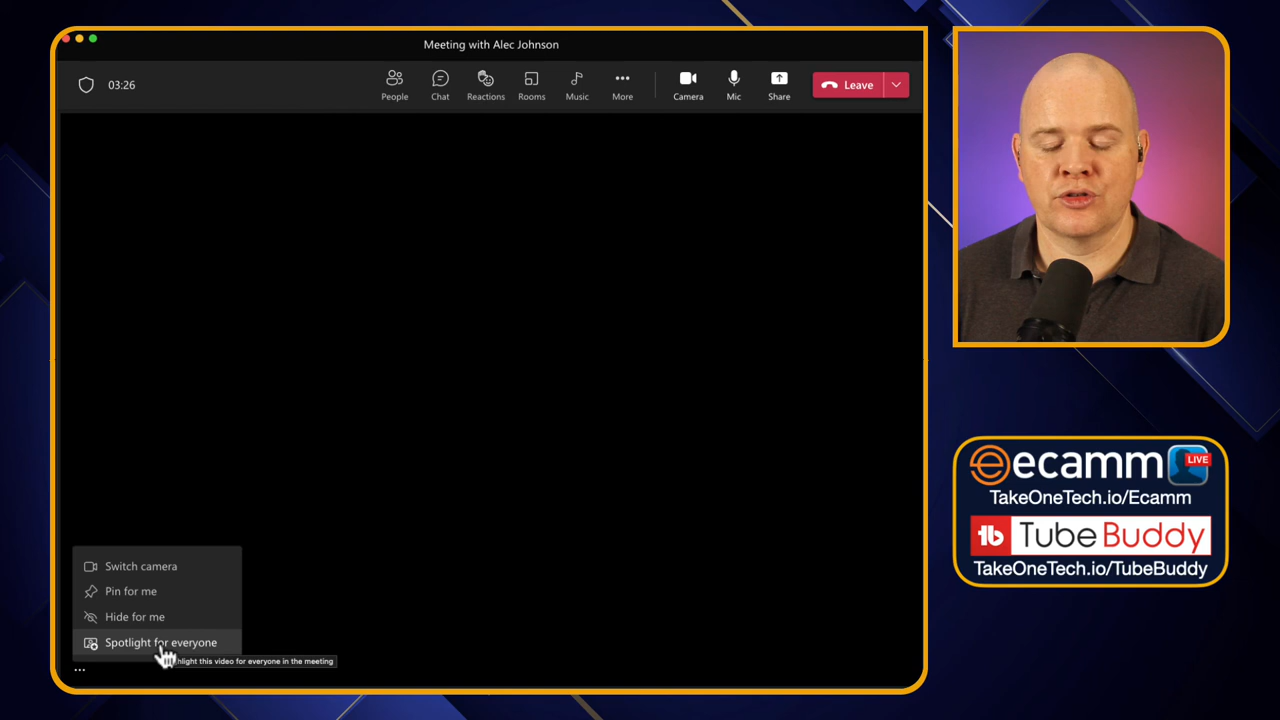 Meeting with Alec Johnson
03:26
People
Chat
Reactions
Rooms
Music
More
Camera
Mic
Share
Leave
Switch camera
Pin for me
Hide for me
Spotlight for everyone
hlight this video for everyone in the meeting
ecamm LIVE
TakeOneTech.io/Ecamm
tb TubeBuddy
TakeOneTech.io/TubeBuddy